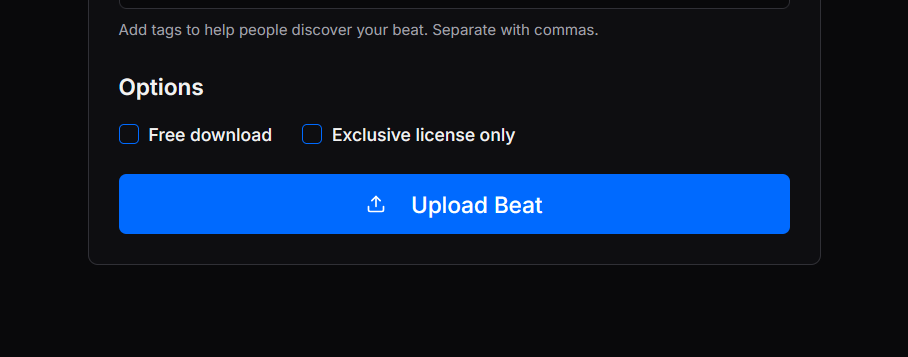 Add tags to help people discover your beat. Separate with commas.
Options
Free download Exclusive license only
Upload Beat